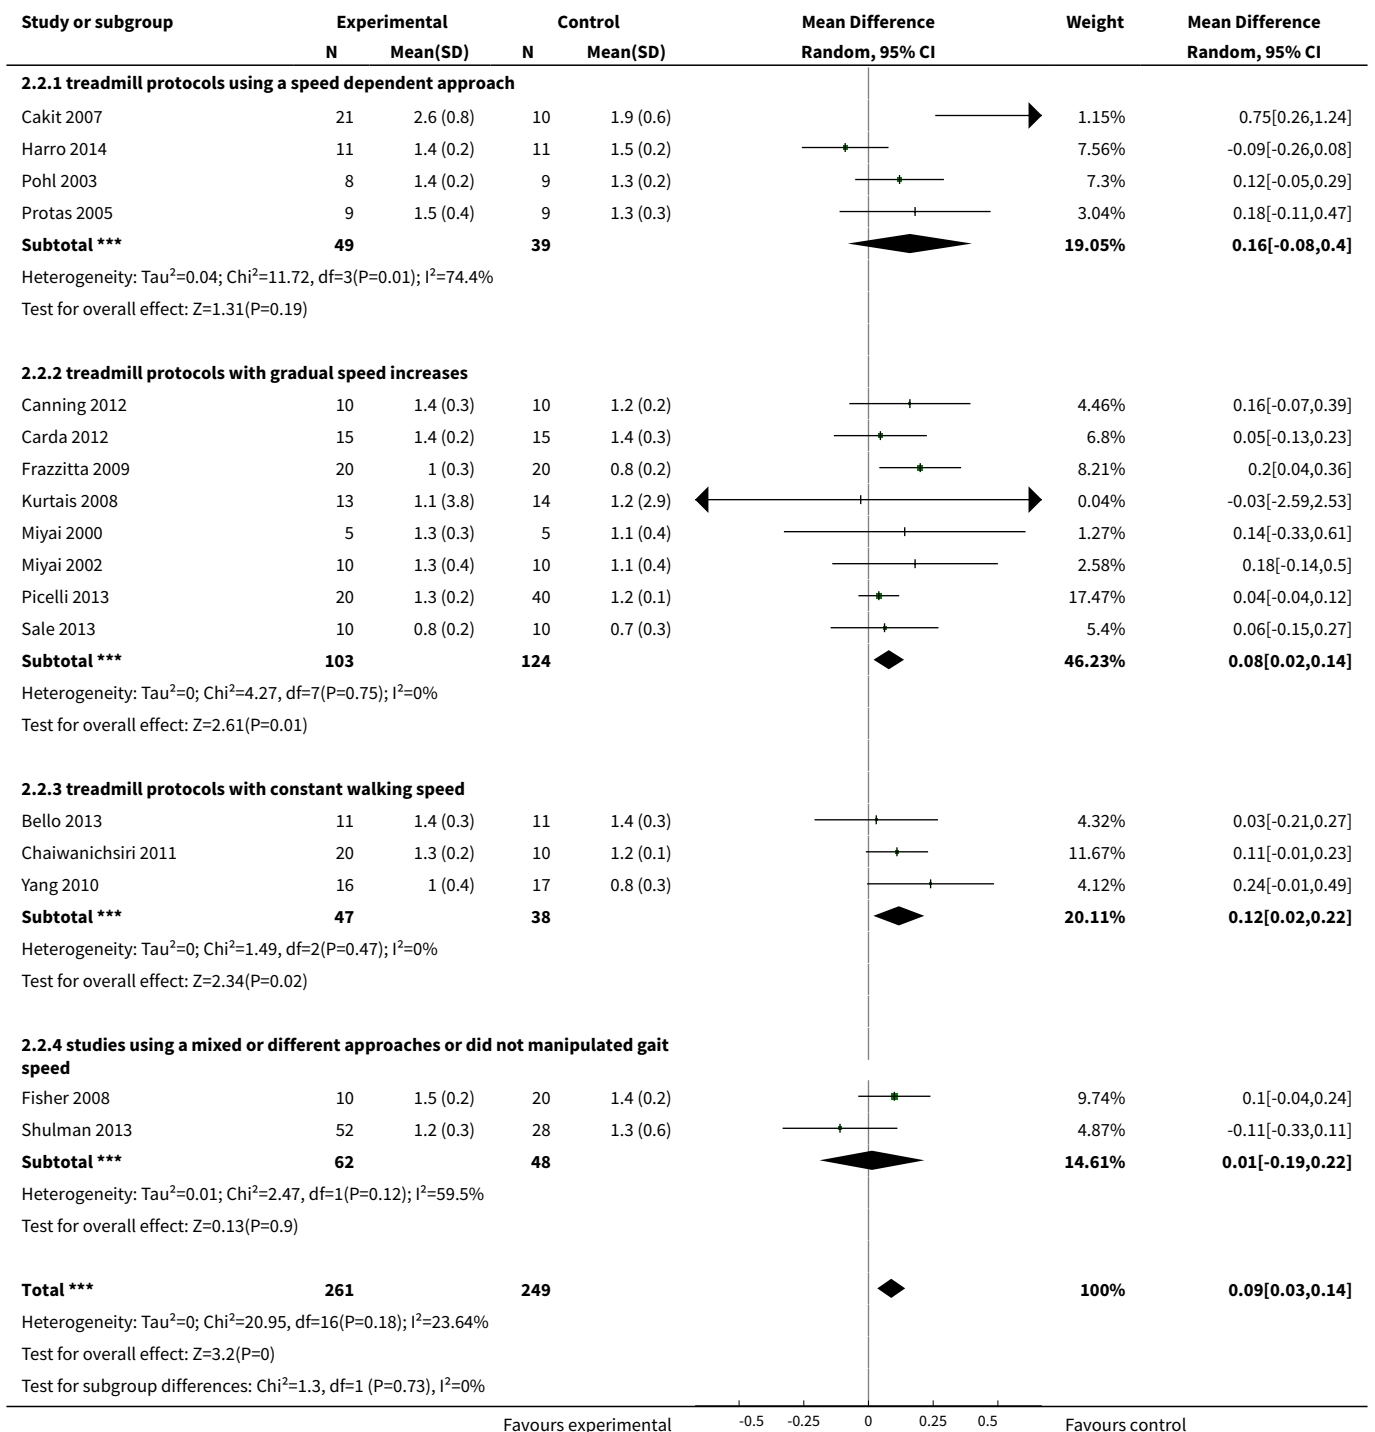 Study or subgroup Experimental Control Mean Difference Weight Mean Difference
N Mean(SD) N Mean(SD) Random, 95% CI Random, 95% CI
2.2.1 treadmill protocols using a speed dependent approach
Cakit 2007 21 2.6 (0.8) 10 1.9 (0.6) 1.15% 0.75[0.26,1.24]
Harro 2014 11 1.4 (0.2) 11 1.5 (0.2) 7.56% -0.09[-0.26,0.08]
Pohl 2003 8 1.4 (0.2) 9 1.3 (0.2) 7.3% 0.12[-0.05,0.29]
Protas 2005 9 1.5 (0.4) 9 1.3 (0.3) 3.04% 0.18[-0.11,0.47]
Subtotal *** 49 39 19.05% 0.16[-0.08,0.4]
Heterogeneity: Tau²=0.04; Chi²=11.72, df=3(P=0.01); I²=74.4%
Test for overall effect: Z=1.31(P=0.19)
2.2.2 treadmill protocols with gradual speed increases
Canning 2012 10 1.4 (0.3) 10 1.2 (0.2) 4.46% 0.16[-0.07,0.39]
Carda 2012 15 1.4 (0.2) 15 1.4 (0.3) 6.8% 0.05[-0.13,0.23]
Frazzitta 2009 20 1 (0.3) 20 0.8 (0.2) 8.21% 0.2[0.04,0.36]
Kurtais 2008 13 1.1 (3.8) 14 1.2 (2.9) 0.04% -0.03[-2.59,2.53]
Miyai 2000 5 1.3 (0.3) 5 1.1 (0.4) 1.27% 0.14[-0.33,0.61]
Miyai 2002 10 1.3 (0.4) 10 1.1 (0.4) 2.58% 0.18[-0.14,0.5]
Picelli 2013 20 1.3 (0.2) 40 1.2 (0.1) 17.47% 0.04[-0.04,0.12]
Sale 2013 10 0.8 (0.2) 10 0.7 (0.3) 5.4% 0.06[-0.15,0.27]
Subtotal *** 103 124 46.23% 0.08[0.02,0.14]
Heterogeneity: Tau²=0; Chi²=4.27, df=7(P=0.75); I²=0%
Test for overall effect: Z=2.61(P=0.01)
2.2.3 treadmill protocols with constant walking speed
Bello 2013 11 1.4 (0.3) 11 1.4 (0.3) 4.32% 0.03[-0.21,0.27]
Chaiwanichsiri 2011 20 1.3 (0.2) 10 1.2 (0.1) 11.67% 0.11[-0.01,0.23]
Yang 2010 16 1 (0.4) 17 0.8 (0.3) 4.12% 0.24[-0.01,0.49]
Subtotal *** 47 38 20.11% 0.12[0.02,0.22]
Heterogeneity: Tau²=0; Chi²=1.49, df=2(P=0.47); I²=0%
Test for overall effect: Z=2.34(P=0.02)
2.2.4 studies using a mixed or different approaches or did not manipulated gait
speed
Fisher 2008 10 1.5 (0.2) 20 1.4 (0.2) 9.74% 0.1[-0.04,0.24]
Shulman 2013 52 1.2 (0.3) 28 1.3 (0.6) 4.87% -0.11[-0.33,0.11]
Subtotal *** 62 48 14.61% 0.01[-0.19,0.22]
Heterogeneity: Tau²=0.01; Chi²=2.47, df=1(P=0.12); I²=59.5%
Test for overall effect: Z=0.13(P=0.9)
Total *** 261 249 100% 0.09[0.03,0.14]
Heterogeneity: Tau²=0; Chi²=20.95, df=16(P=0.18); I²=23.64%
Test for overall effect: Z=3.2(P=0)
Test for subgroup differences: Chi²=1.3, df=1 (P=0.73), I²=0%
Favours experimental -0.5 -0.25 0 0.25 0.5 Favours control